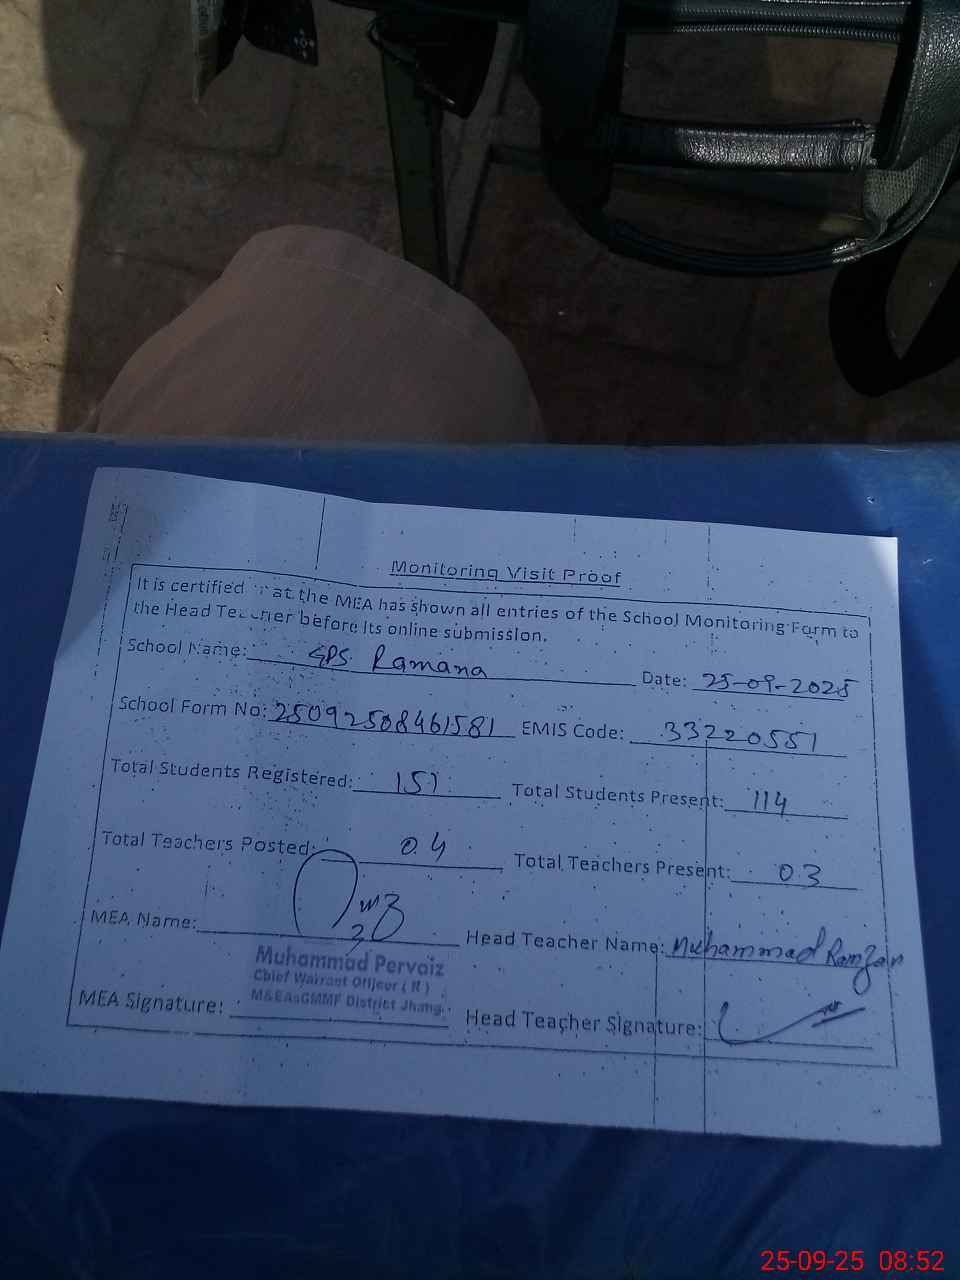 Monitoring Visit Proof
It is certified that the MEA has shown all entries of the School Monitoring Form to
the Head Teacher before its online submission.
School Name: GPS Ramana Date: 25-09-2025
School Form No: 25092508461581 EMIS Code: 33220551
Total Students Registered: 151 Total Students Present: 114
Total Teachers Posted: 04 Total Teachers Present: 03
MEA Name: Head Teacher Name: Muhammad Ramzan
Muhammad Pervaiz
Chief Warrant Officer (R)
M&EAsGMMF District Jhang.
MEA Signature: Head Teacher Signature:
25-09-25 08:52